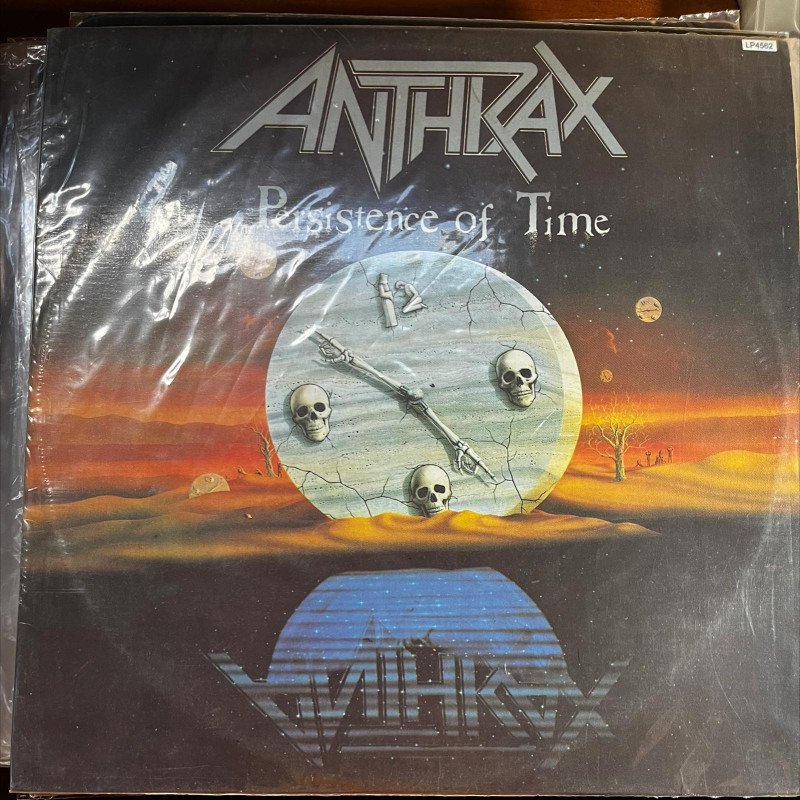 LP4562
ANTHRAX
Persistence of Time
ANTHRAX